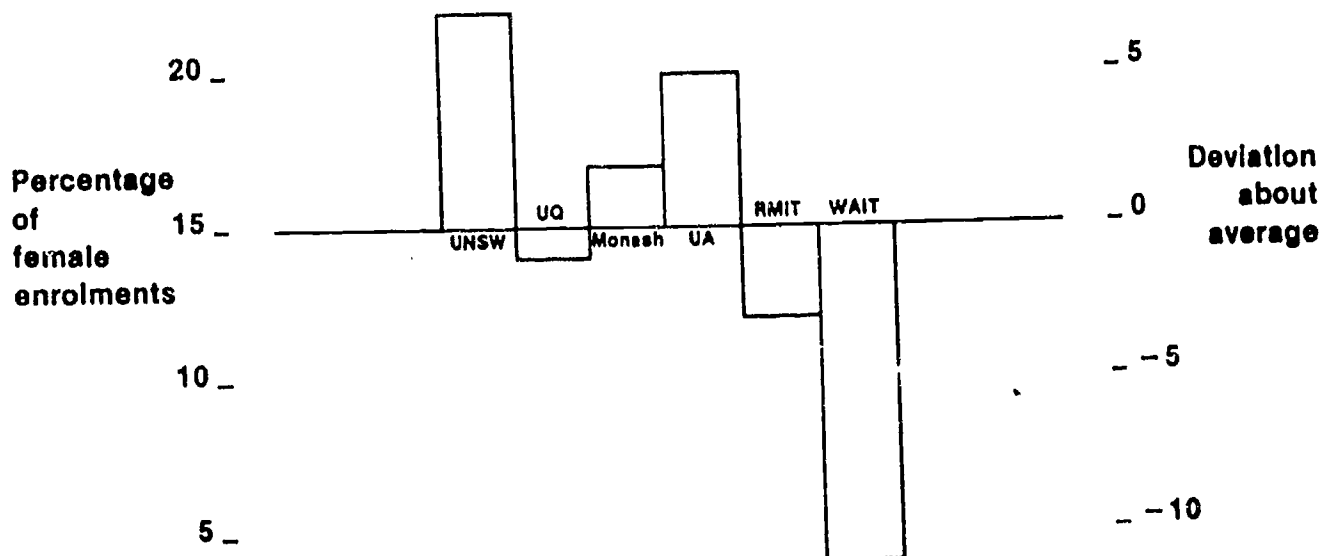 20
5
Percentage
of
female
enrolments
Deviation
about
average
15
UNSW
UQ
Monash
UA
RMIT
WAIT
0
10
-5
5
-10